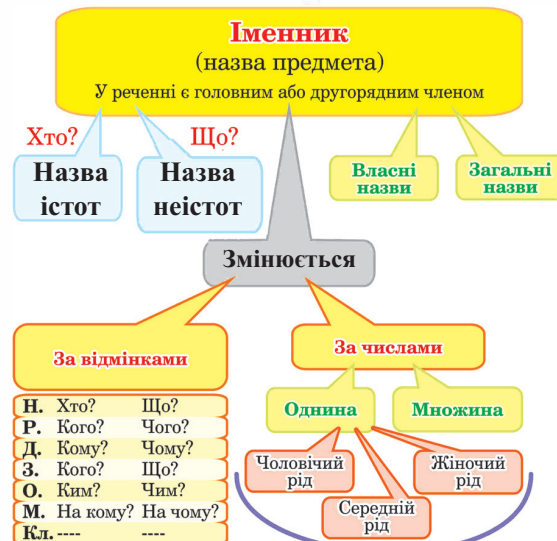 Іменник
(назва предмета)
У реченні є головним або другорядним членом
Хто?
Що?
Назва
істот
Назва
неістот
Власні
назви
Загальні
назви
Змінюється
За відмінками
Н. Хто? Що?
Р. Кого? Чого?
Д. Кому? Чому?
З. Кого? Що?
О. Ким? Чим?
М. На кому? На чому?
Кл. ---- ----
За числами
Однина
Множина
Чоловічий
рід
Середній
рід
Жіночий
рід